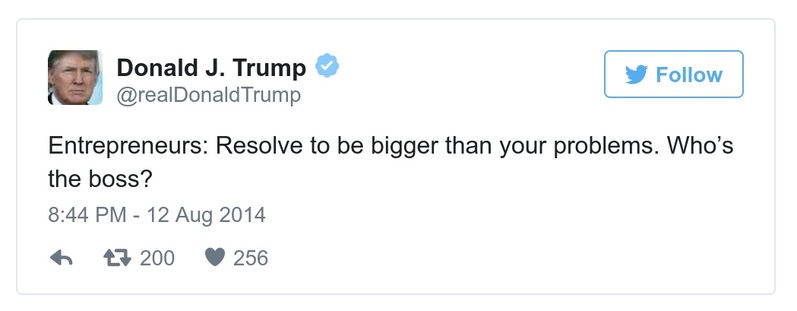 Donald J. Trump
Follow
@realDonaldTrump
Entrepreneurs: Resolve to be bigger than your problems. Who’s
the boss?
8:44 PM - 12 Aug 2014
200 256